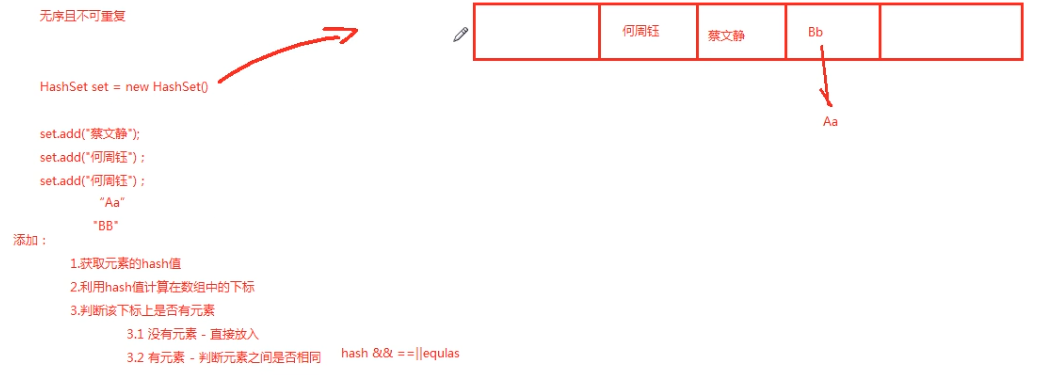 无序且不可重复
何周钰
蔡文静
Bb
HashSet set = new HashSet()
Aa
set.add("蔡文静");
set.add("何周钰") ;
set.add("何周钰") ;
“Aa”
"BB"
添加：
1.获取元素的hash值
2.利用hash值计算在数组中的下标
3.判断该下标上是否有元素
3.1 没有元素 - 直接放入
3.2 有元素 - 判断元素之间是否相同
hash && ==||equlas